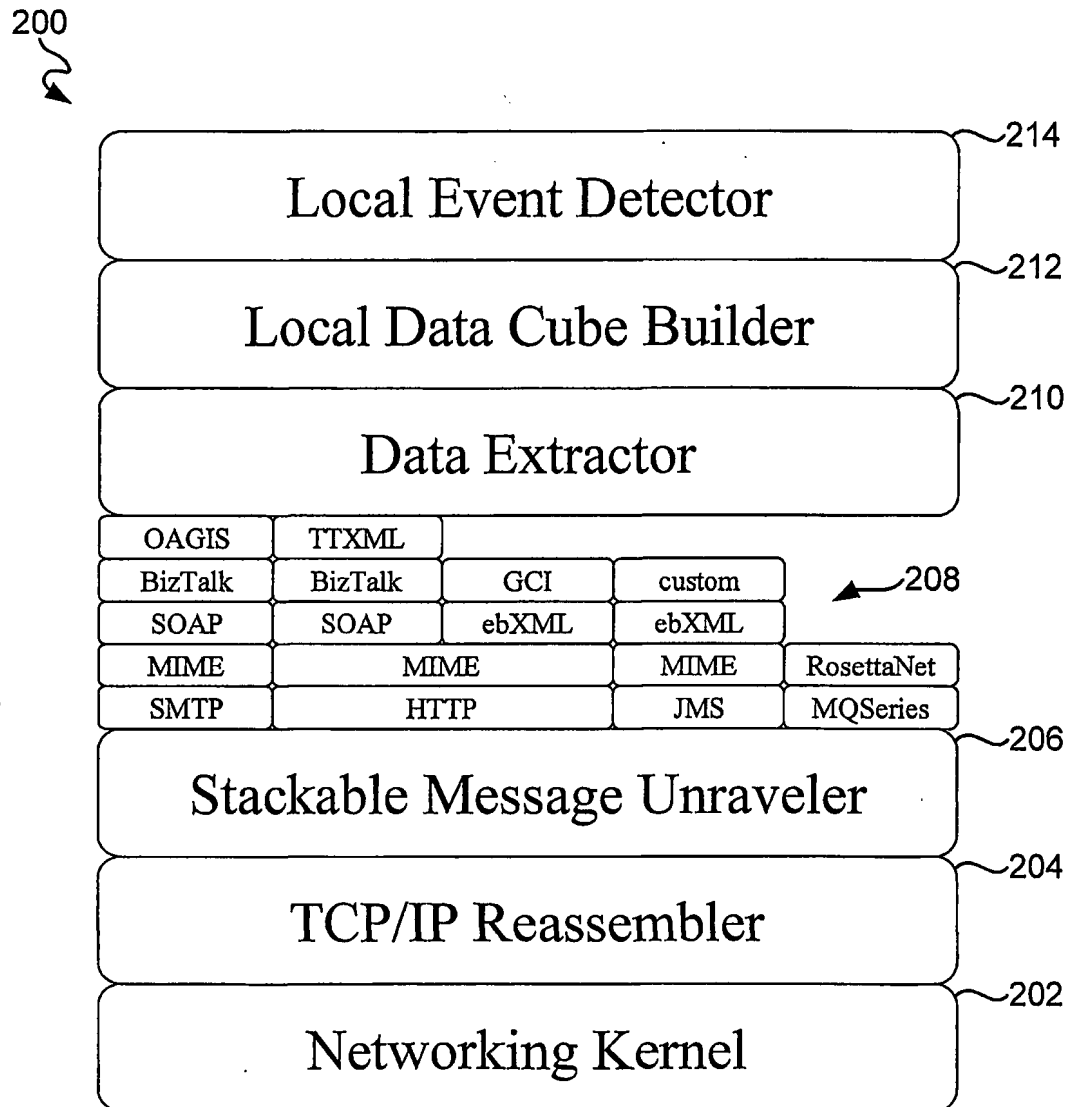 200
214
Local Event Detector
212
Local Data Cube Builder
210
Data Extractor
OAGIS TTXML
BizTalk BizTalk GCI custom
208
SOAP SOAP ebXML ebXML
MIME MIME MIME RosettaNet
SMTP HTTP JMS MQSeries
206
Stackable Message Unraveler
204
TCP/IP Reassembler
202
Networking Kernel